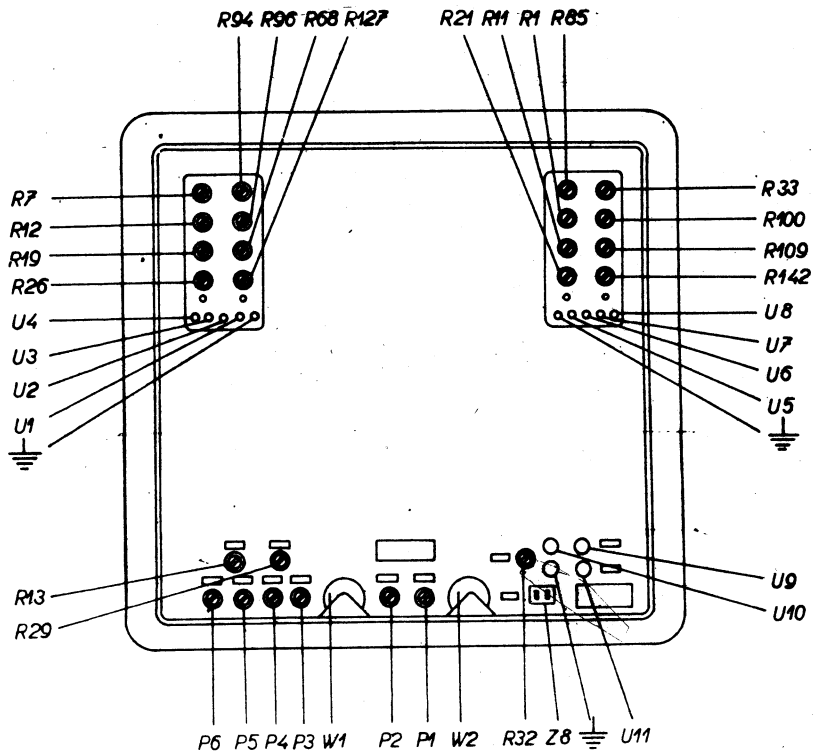 R94 R96 R68 R127 R21 R11 R1 R85
R7
R12
R19
R26
U4
U3
U2
U1
R33
R100
R109
R142
U8
U7
U6
U5
R13
R29
U9
U10
P6 P5 P4 P3 W1 P2 P1 W2 R32 Z8 U11